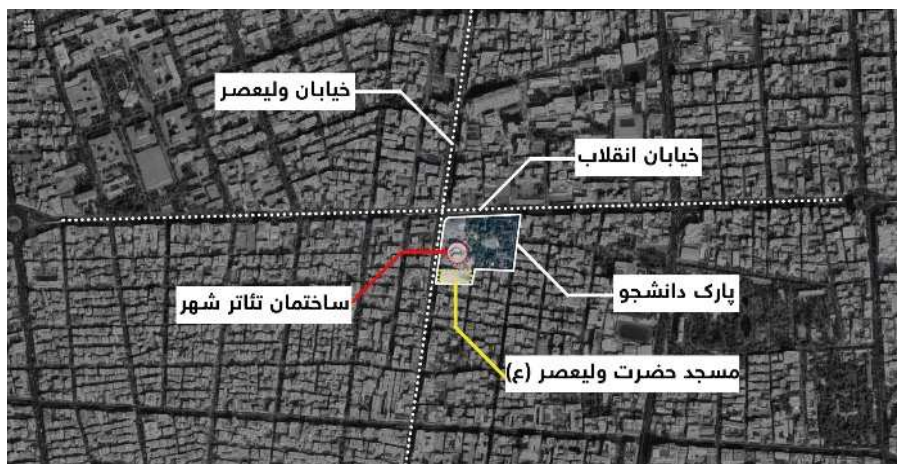 خیابان ولیعصر
خیابان انقلاب
پارک دانشجو
ساختمان تئاتر شهر
مسجد حضرت ولیعصر (ع)